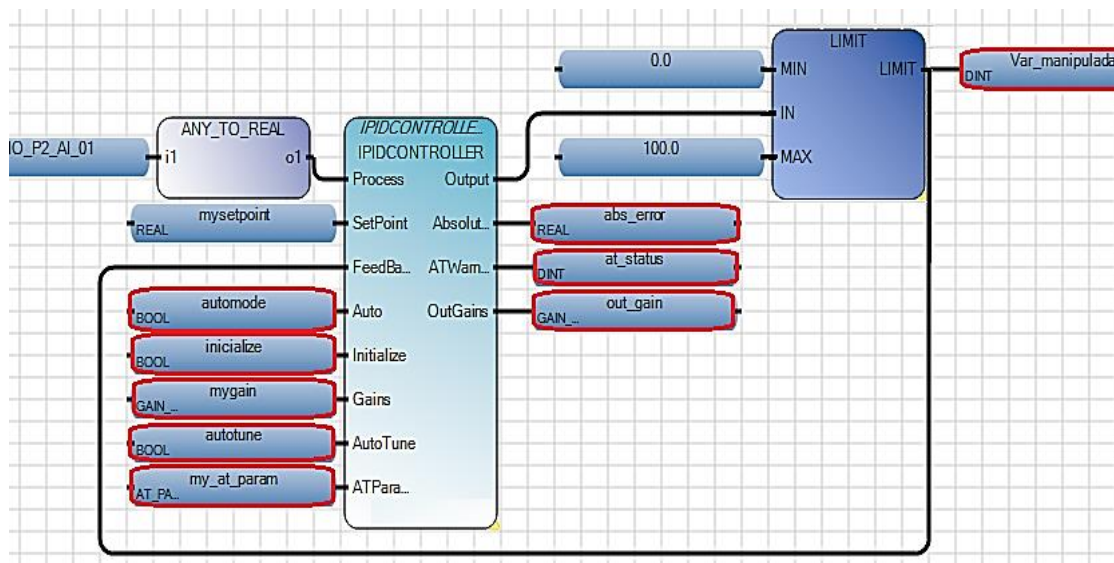 LIMIT
0.0
MIN
LIMIT
DINT
Var_manipulada
ANY_TO_REAL
IO_P2_AI_01
i1
o1
IN
100.0
MAX
IPIDCONTROLLE...
IPIDCONTROLLER
Process
Output
mysetpoint
REAL
SetPoint
Absolut...
abs_error
REAL
FeedBa...
ATWarn...
at_status
DINT
automode
BOOL
Auto
OutGains
out_gain
GAIN_...
inicialize
BOOL
Initialize
mygain
GAIN_...
Gains
autotune
BOOL
AutoTune
my_at_param
AT_PA...
ATPara...